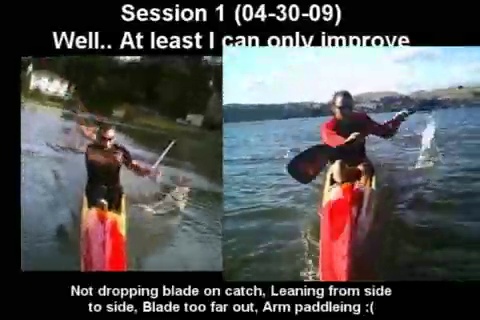 Session 1 (04-30-09)
Well.. At least I can only improve
Not dropping blade on catch, Leaning from side
to side, Blade too far out, Arm paddleing :(